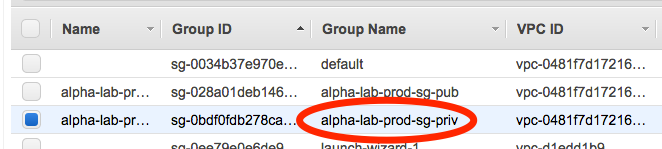 Name Group ID Group Name VPC ID
sg-0034b37e970e... default vpc-0481f7d17216...
alpha-lab-pr... sg-028a01deb146... alpha-lab-prod-sg-pub vpc-0481f7d17216...
alpha-lab-pr... sg-0bdf0fdb278ca... alpha-lab-prod-sg-priv vpc-0481f7d17216...
sg-0ee79e0e6de9... launch-wizard-1 vpc-d1edd1b9